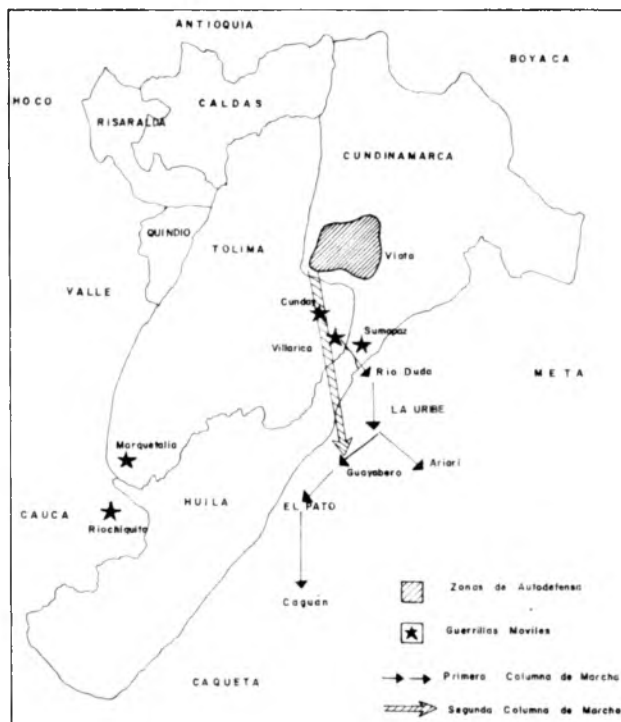 ANTIOQUIA
BOYACA
HOCO
CALDAS
RISARALDA
CUNDINAMARCA
QUINDIO
TOLIMA
Viota
VALLE
Cunday
Sumapaz
Villarica
Rio Duda
META
LA URIBE
Marquetalia
Ariari
Guayabero
HUILA
EL PATO
CAUCA
Riochiquito
Zonas de Autodefensa
Caguán
Guerrillas Moviles
Primera Columna de Marcha
CAQUETA
Segunda Columna de Marcha